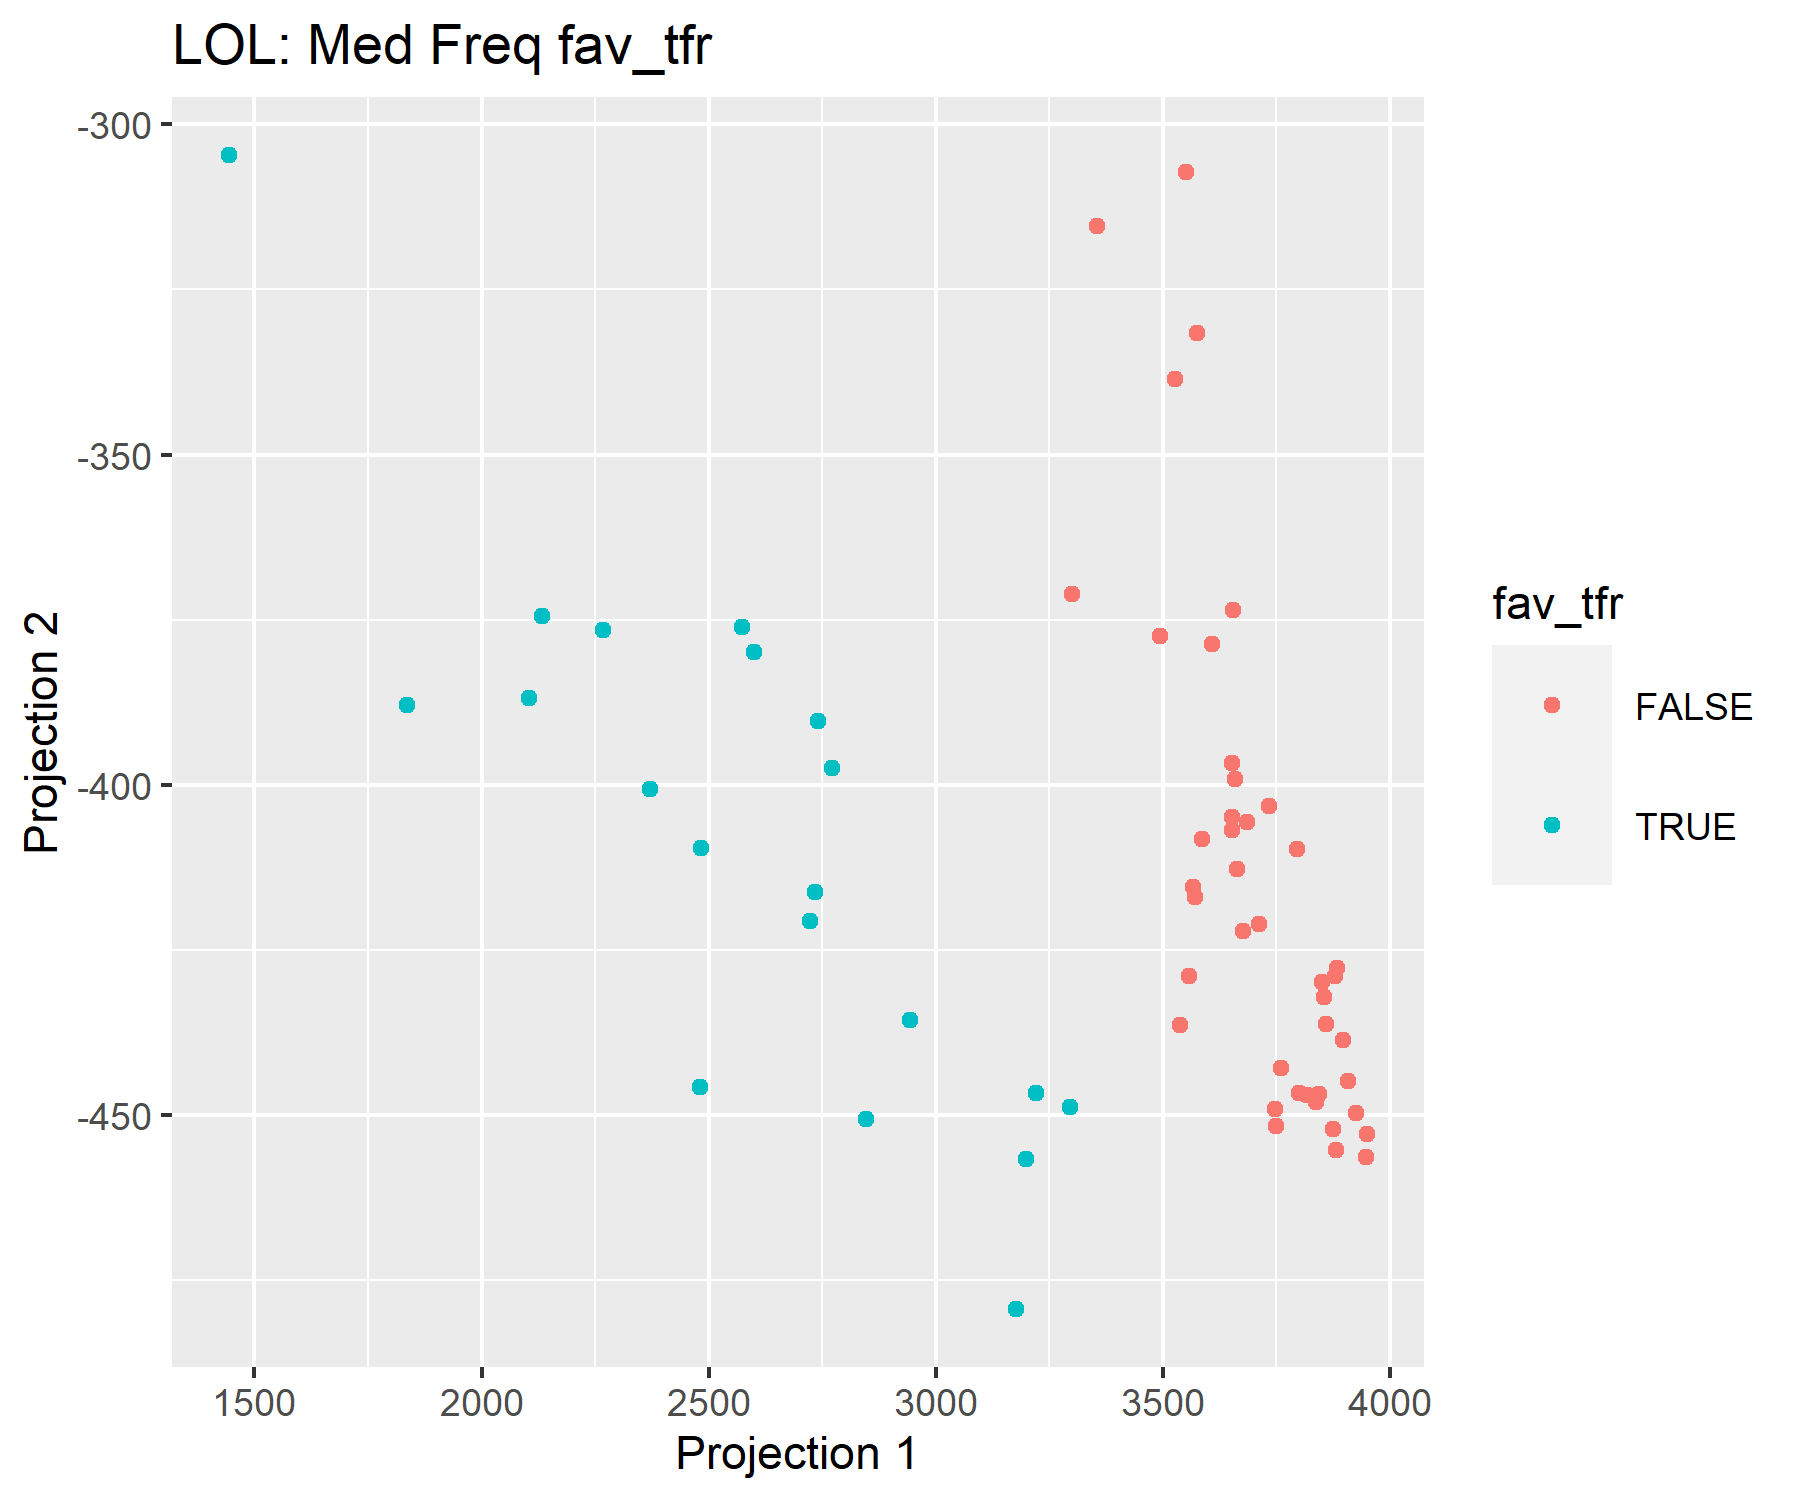 LOL: Med Freq fav_tfr
-300
-350
-400
-450
Projection 2
1500 2000 2500 3000 3500 4000
Projection 1
fav_tfr
FALSE
TRUE